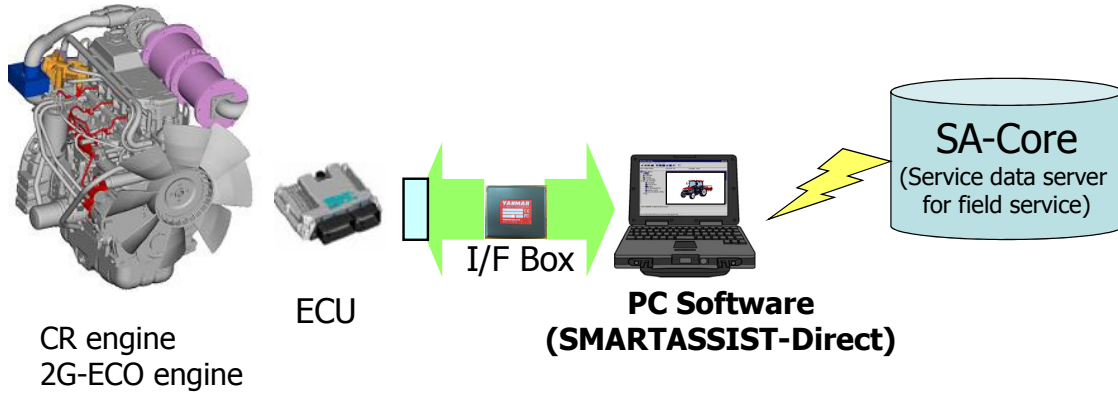 CR engine
2G-ECO engine
ECU
YANMAR
I/F Box
PC Software
(SMARTASSIST-Direct)
SA-Core
(Service data server
for field service)